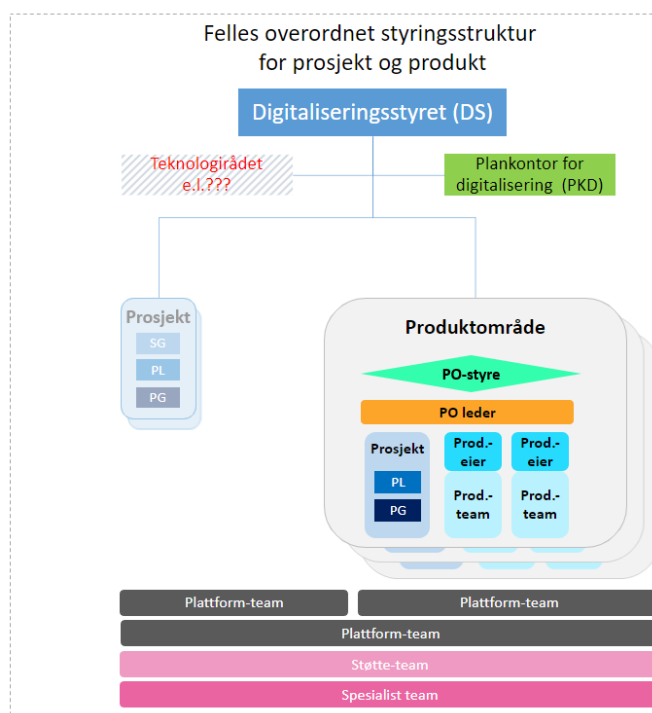 Felles overordnet styringsstruktur
for prosjekt og produkt
Digitaliseringsstyret (DS)
Teknologirådet
e.l.???
Plankontor for
digitalisering (PKD)
Prosjekt
SG
PL
PG
Produktområde
PO-styre
PO leder
Prosjekt
PL
PG
Prod.-
eier
Prod.-
team
Prod.-
eier
Prod.-
team
Plattform-team
Plattform-team
Plattform-team
Støtte-team
Spesialist team